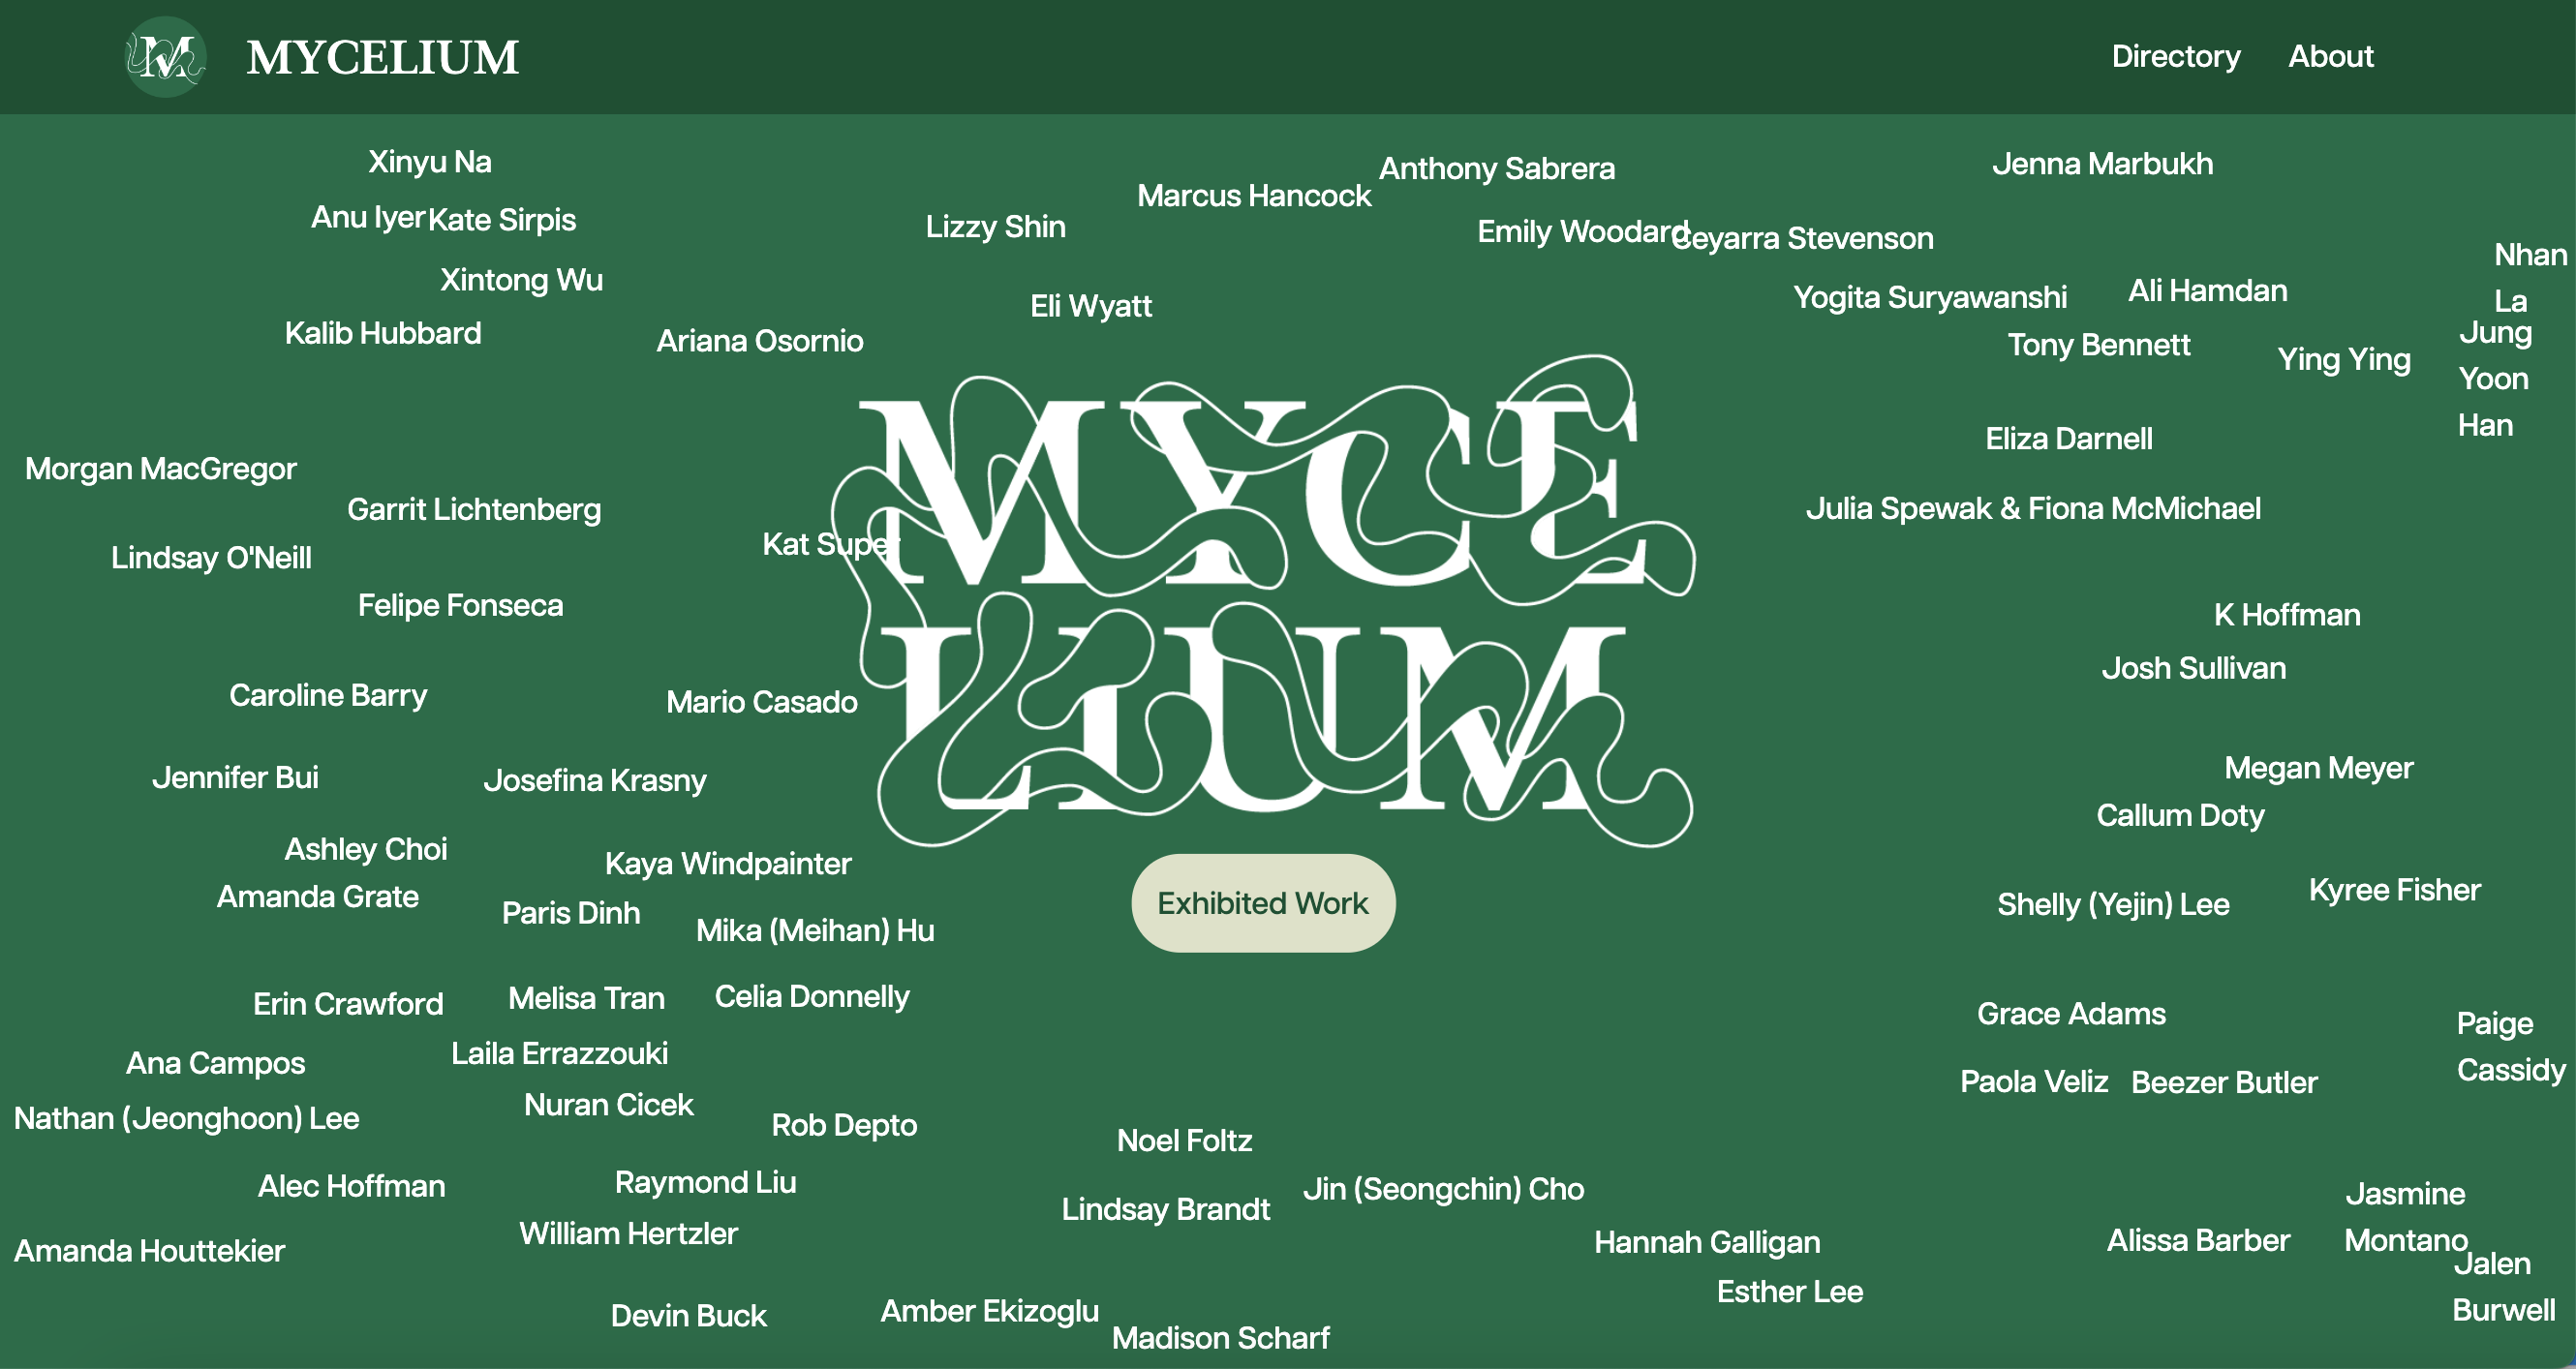 M MYCELIUM
Directory
About
Xinyu Na
Anthony Sabrera
Jenna Marbukh
Marcus Hancock
Anu Iyer
Kate Sirpis
Lizzy Shin
Emily Woodard
Ceyarra Stevenson
Nhan
La
Xintong Wu
Eli Wyatt
Yogita Suryawanshi
Ali Hamdan
Kalib Hubbard
Ariana Osornio
Tony Bennett
Ying Ying
Jung
Yoon
Han
MYCE
LIUM
Eliza Darnell
Morgan MacGregor
Garrit Lichtenberg
Julia Spewak & Fiona McMichael
Kat Super
Lindsay O'Neill
Felipe Fonseca
K Hoffman
Josh Sullivan
Caroline Barry
Mario Casado
Jennifer Bui
Josefina Krasny
Megan Meyer
Callum Doty
Ashley Choi
Kaya Windpainter
Amanda Grate
Paris Dinh
Mika (Meihan) Hu
Exhibited Work
Shelly (Yejin) Lee
Kyree Fisher
Erin Crawford
Melisa Tran
Celia Donnelly
Grace Adams
Paige
Cassidy
Ana Campos
Laila Errazzouki
Paola Veliz
Beezer Butler
Nathan (Jeonghoon) Lee
Nuran Cicek
Rob Depto
Noel Foltz
Alec Hoffman
Raymond Liu
Jin (Seongchin) Cho
Lindsay Brandt
Jasmine
Montano
William Hertzler
Hannah Galligan
Alissa Barber
Amanda Houttekier
Jalen
Burwell
Esther Lee
Devin Buck
Amber Ekizoglu
Madison Scharf